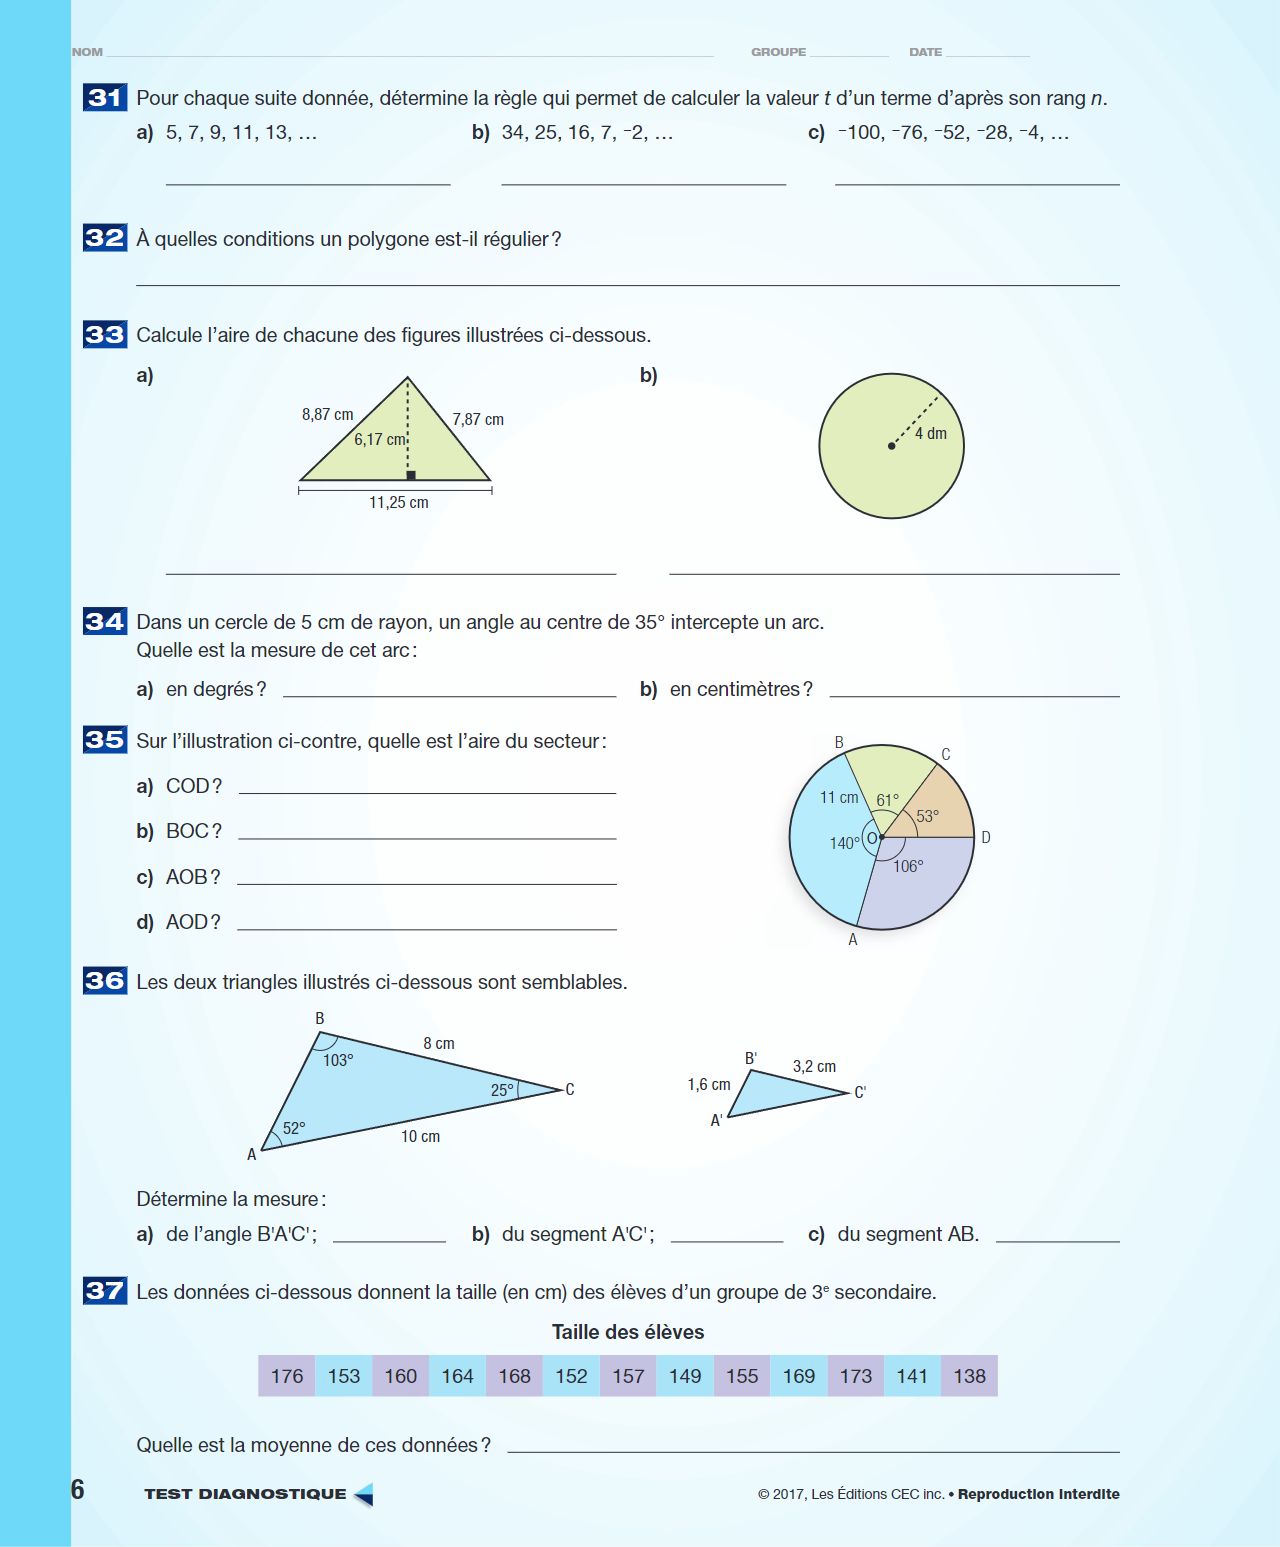 NOM GROUPE DATE
31 Pour chaque suite donnée, détermine la règle qui permet de calculer la valeur t d’un terme d’après son rang n.
a) 5, 7, 9, 11, 13, … b) 34, 25, 16, 7, ⁻2, … c) ⁻100, ⁻76, ⁻52, ⁻28, ⁻4, …
32 À quelles conditions un polygone est-il régulier ?
33 Calcule l’aire de chacune des figures illustrées ci-dessous.
a) b)
8,87 cm 7,87 cm
6,17 cm
11,25 cm
4 dm
34 Dans un cercle de 5 cm de rayon, un angle au centre de 35° intercepte un arc.
Quelle est la mesure de cet arc :
a) en degrés ? b) en centimètres ?
35 Sur l’illustration ci-contre, quelle est l’aire du secteur :
a) COD ?
b) BOC ?
c) AOB ?
d) AOD ?
B
C
11 cm 61°
53°
140° O D
106°
A
36 Les deux triangles illustrés ci-dessous sont semblables.
B
8 cm
103°
25° C
52°
10 cm
A
B'
3,2 cm
1,6 cm
C'
A'
Détermine la mesure :
a) de l’angle B'A'C' ; b) du segment A'C' ; c) du segment AB.
37 Les données ci-dessous donnent la taille (en cm) des élèves d’un groupe de 3e secondaire.
Taille des élèves
176 153 160 164 168 152 157 149 155 169 173 141 138
Quelle est la moyenne de ces données ?
6 TEST DIAGNOSTIQUE © 2017, Les Éditions CEC inc. • Reproduction interdite